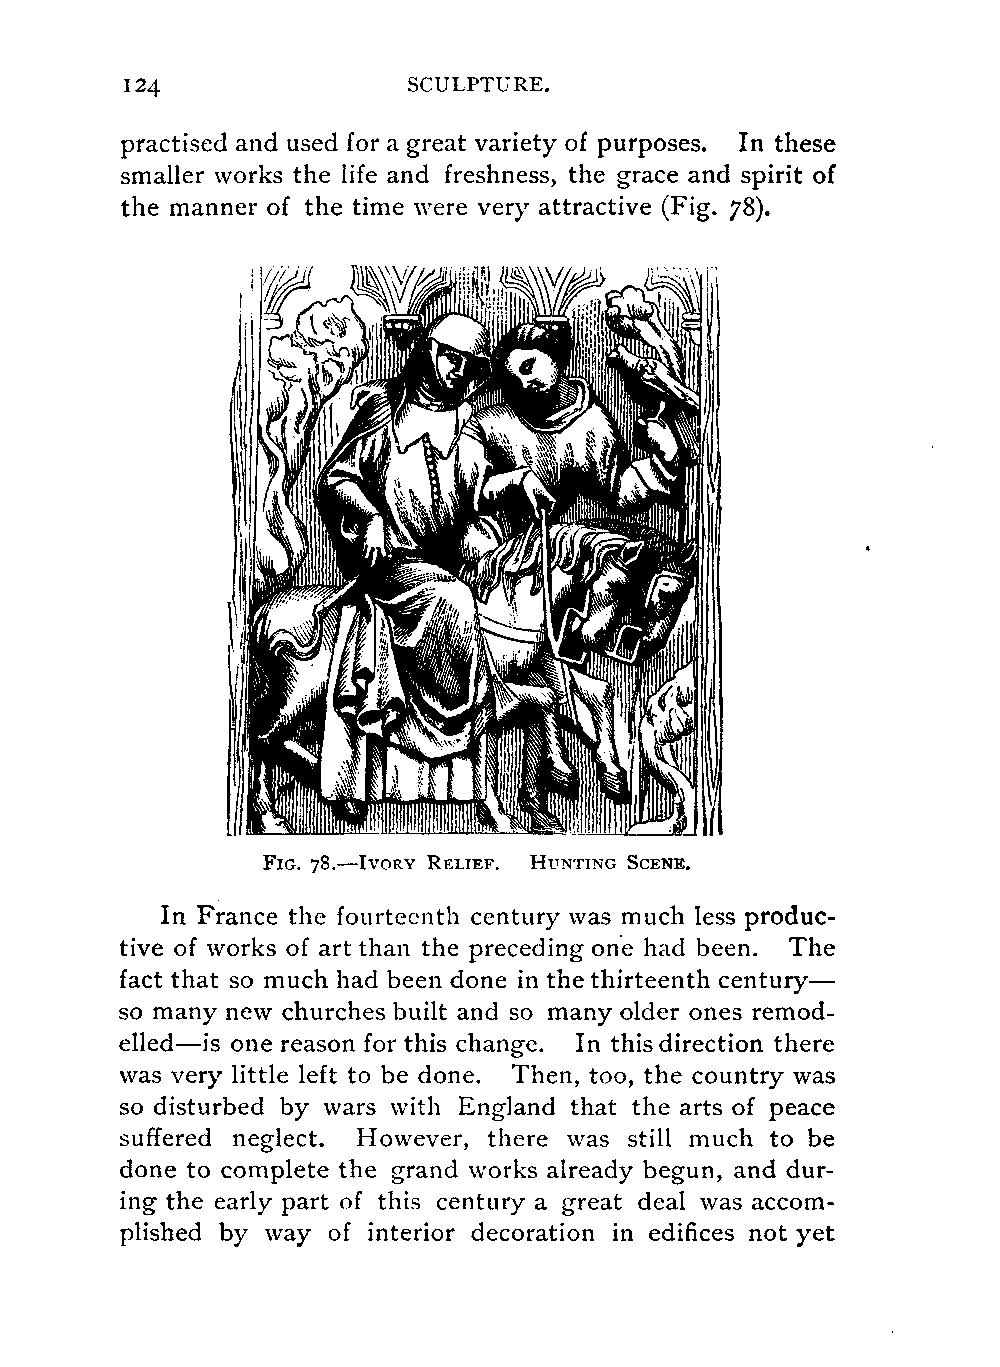 124 SCULPTURE.
practised and used for a great variety of purposes. In these
smaller works the life and freshness, the grace and spirit of
the manner of the time were very attractive (Fig. 78).
FIG. 78.—IVORY RELIEF. HUNTING SCENE.
In France the fourteenth century was much less produc-
tive of works of art than the preceding one had been. The
fact that so much had been done in the thirteenth century—
so many new churches built and so many older ones remod-
elled—is one reason for this change. In this direction there
was very little left to be done. Then, too, the country was
so disturbed by wars with England that the arts of peace
suffered neglect. However, there was still much to be
done to complete the grand works already begun, and dur-
ing the early part of this century a great deal was accom-
plished by way of interior decoration in edifices not yet